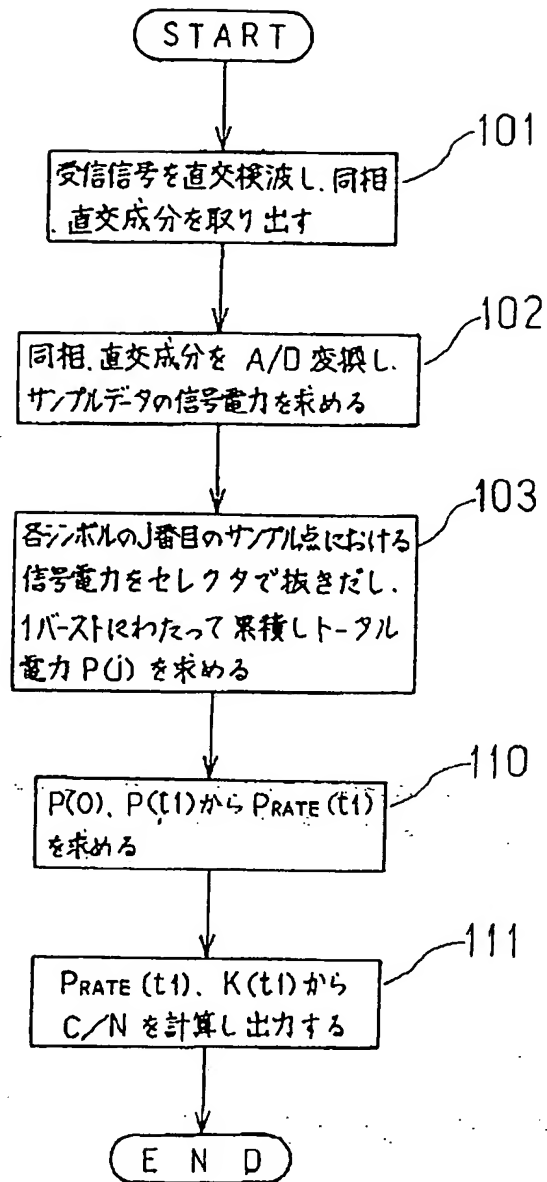 START
101
受信信号を直交検波し、同相
、直交成分を取り出す
102
同相、直交成分を A/D 変換し、
サンプルデータの信号電力を求める
103
各シンボルのj番目のサンプル点における
信号電力をセレクタで抜きだし、
1バーストにわたって累積しトータル
電力 P(j) を求める
110
P(0)、P(t1)から PRATE(t1)
を求める
111
PRATE(t1)、K(t1)から
C/N を計算し出力する
END